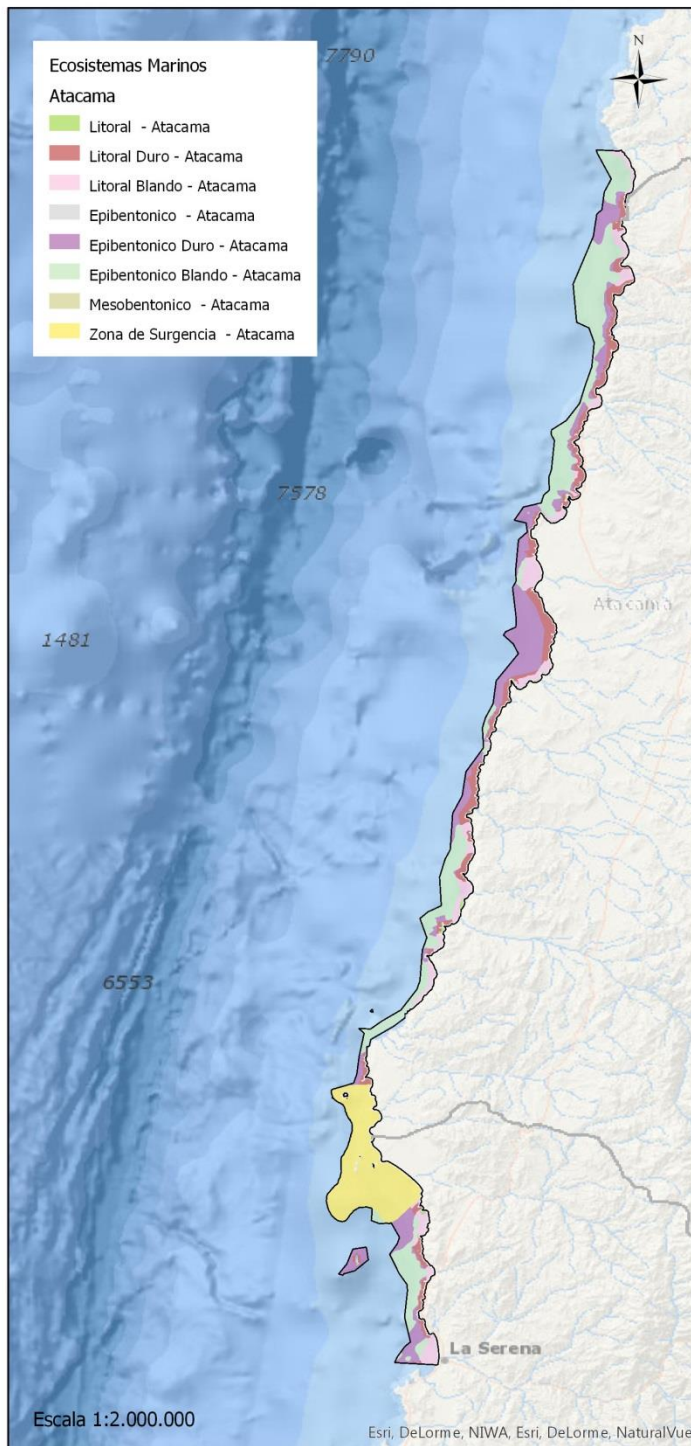 7790
N
Ecosistemas Marinos
Atacama
Litoral - Atacama
Litoral Duro - Atacama
Litoral Blando - Atacama
Epibentonico - Atacama
Epibentonico Duro - Atacama
Epibentonico Blando - Atacama
Mesobentonico - Atacama
Zona de Surgencia - Atacama
7578
Atacama
1481
6553
La Serena
Escala 1:2.000.000
Esri, DeLorme, NIWA, Esri, DeLorme, NaturalVue